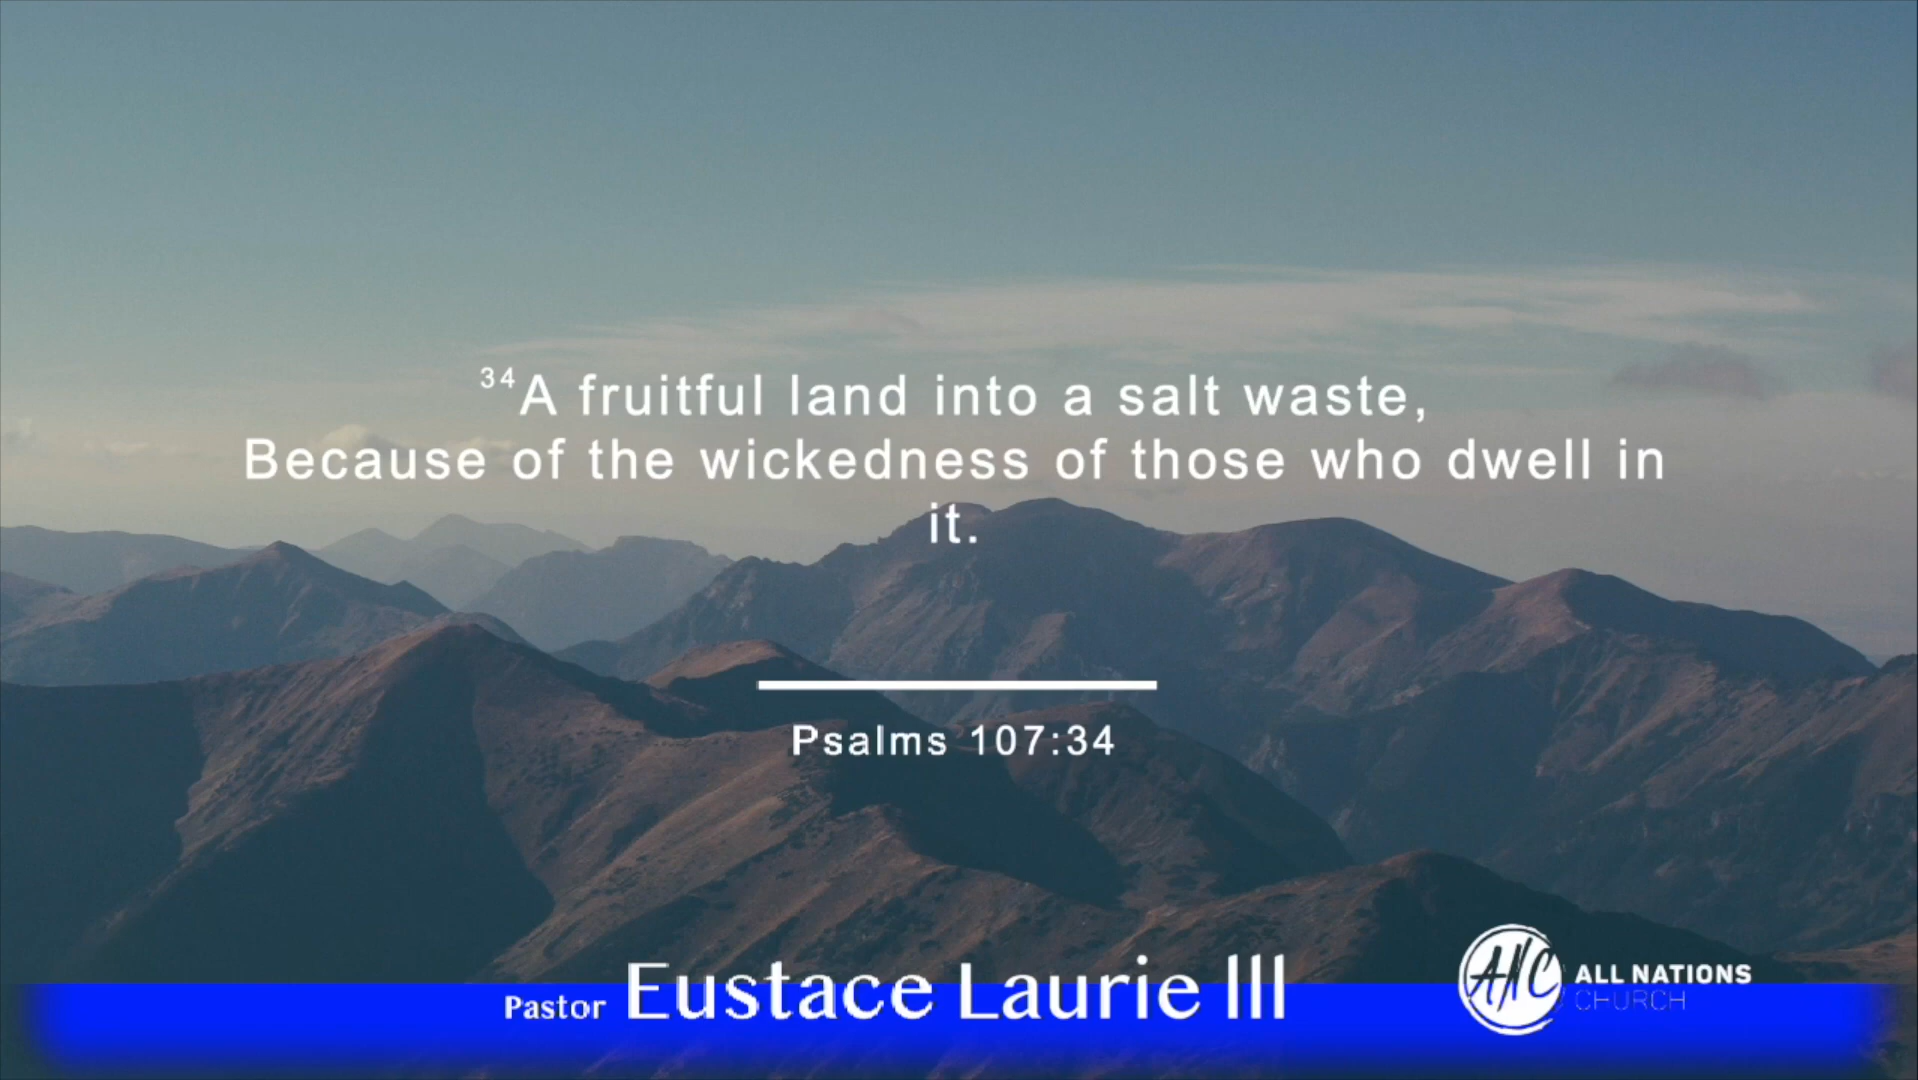 34A fruitful land into a salt waste,
Because of the wickedness of those who dwell in
it.
Psalms 107:34
Pastor Eustace Laurie III
ANC ALL NATIONS
CHURCH